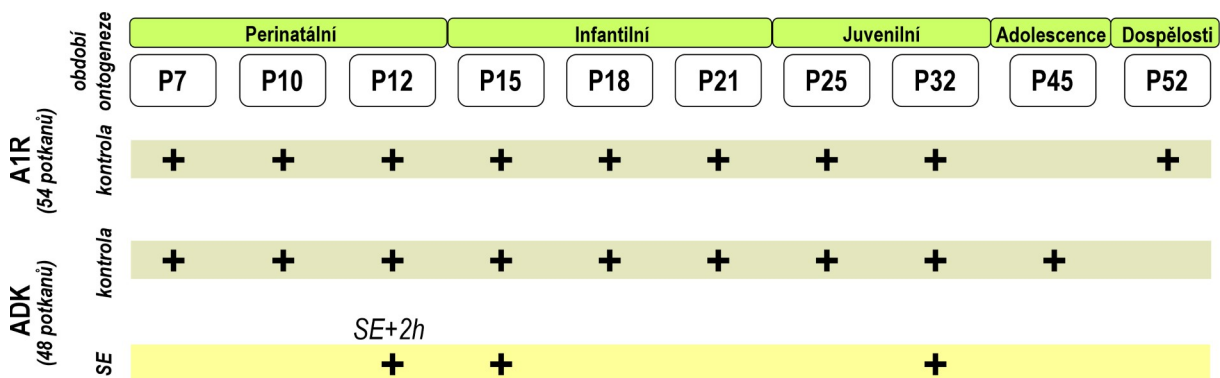 období
ontogeneze
Perinatální Infantilní Juvenilní Adolescence Dospělosti
P7 P10 P12 P15 P18 P21 P25 P32 P45 P52
A1R
(54 potkanů)
kontrola
+ + + + + + + + +
ADK
(48 potkanů)
kontrola
+ + + + + + + + +
SE+2h
SE
+ + +